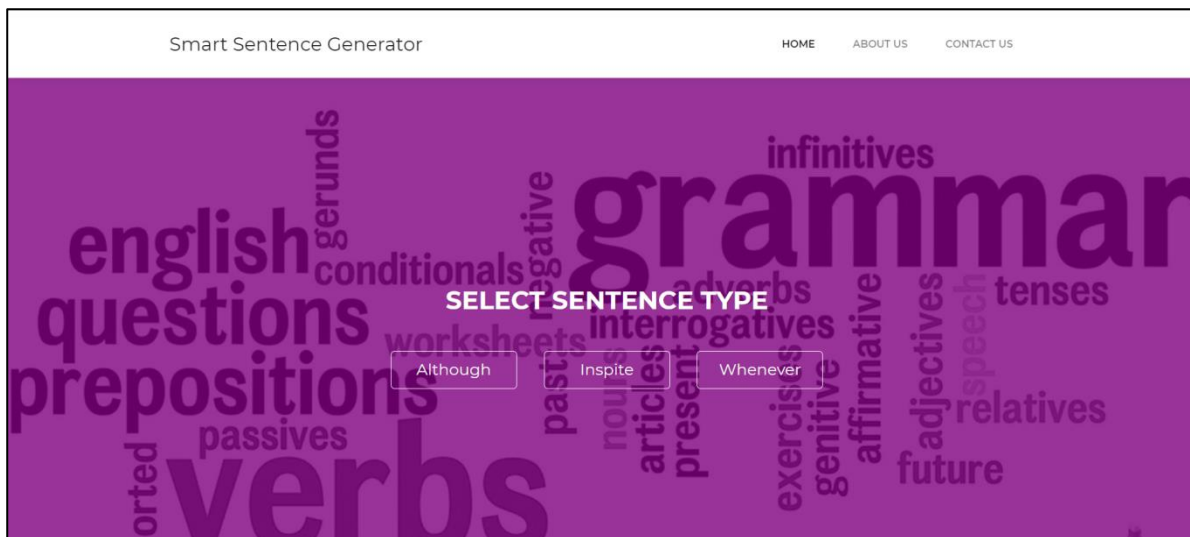 Smart Sentence Generator
HOME ABOUT US CONTACT US
gerunds
infinitives
grammar
english
negative
conditionals
adverbs
tenses
SELECT SENTENCE TYPE
questions
interrogatives
affirmative
adjectives
speech
worksheets
Although Inspite Whenever
prepositions
past
nouns
articles
present
exercises
genitive
relatives
passives
future
orted
verbs